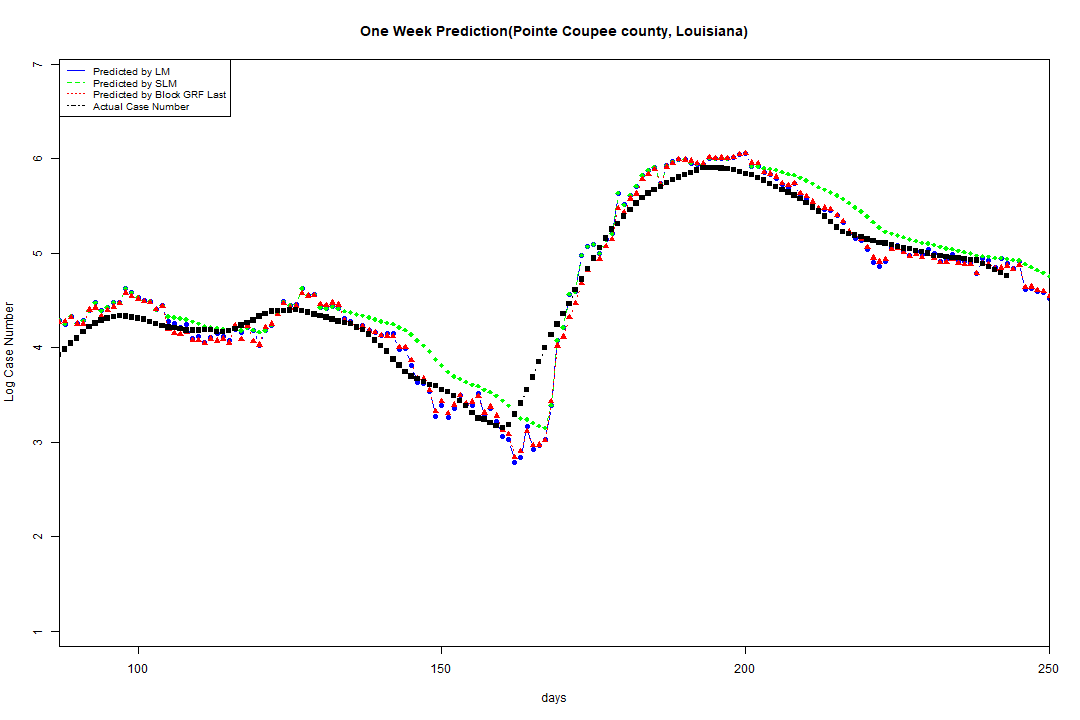 One Week Prediction(Pointe Coupee county, Louisiana)
Predicted by LM
Predicted by SLM
Predicted by Block GRF Last
Actual Case Number
7
6
5
4
3
2
1
Log Case Number
100 150 200 250
days